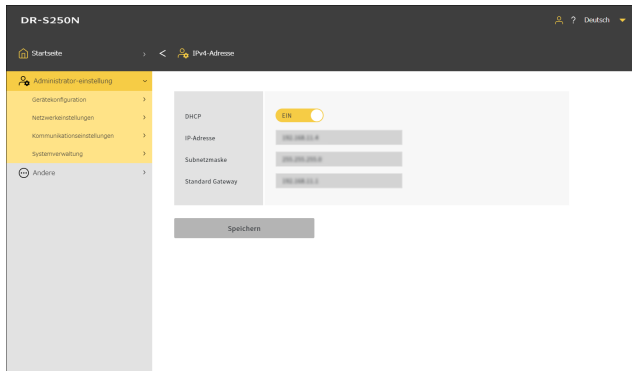 DR-S250N
? Deutsch
Startseite
IPv4-Adresse
Administrator-einstellung
Gerätekonfiguration
Netzwerkeinstellungen
Kommunikationseinstellungen
Systemverwaltung
Andere
DHCP EIN
IP-Adresse
Subnetzmaske
Standard Gateway
Speichern